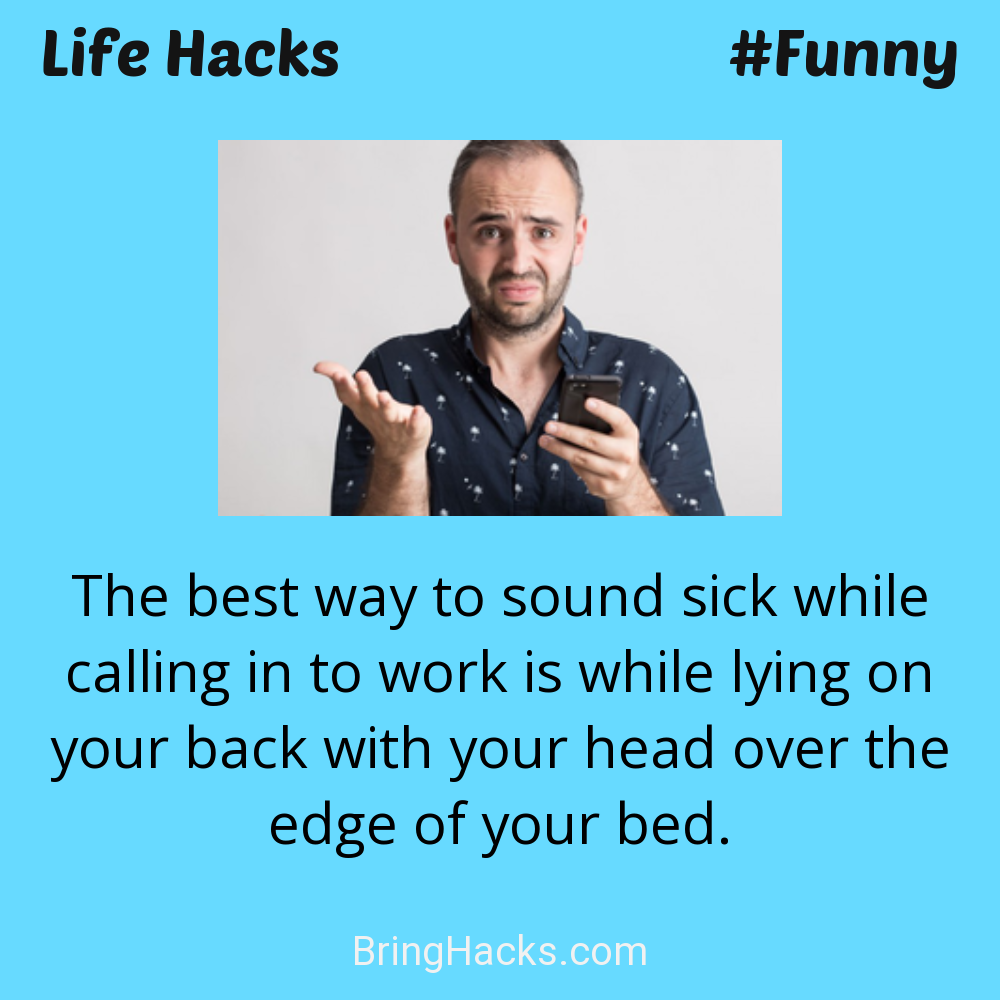 Life Hacks
#Funny
The best way to sound sick while
calling in to work is while lying on
your back with your head over the
edge of your bed.
BringHacks.com